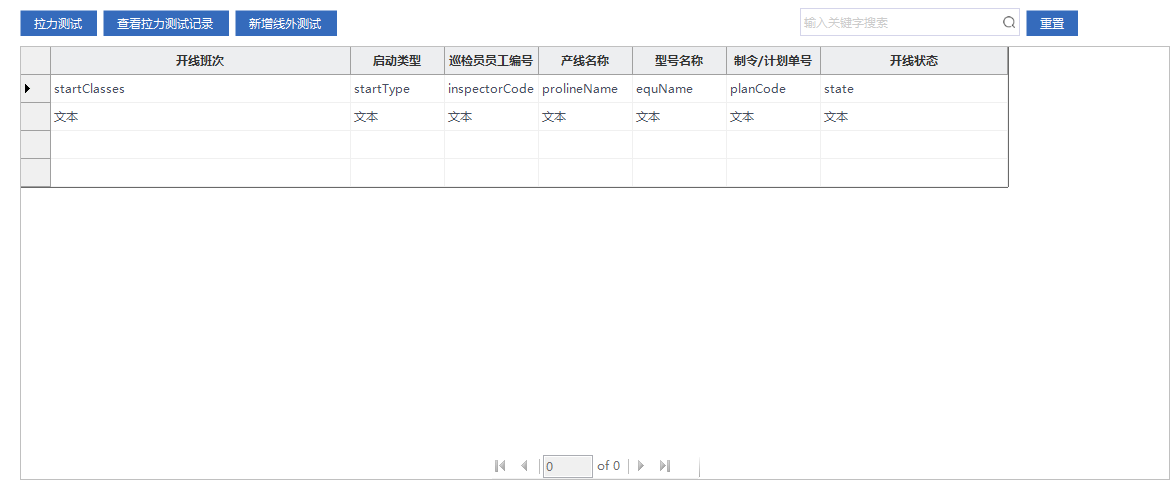 拉力测试 查看拉力测试记录 新增线外测试 输入关键字搜索 重置
开线班次 启动类型 巡检员员工编号 产线名称 型号名称 制令/计划单号 开线状态
startClasses startType inspectorCode prolineName equName planCode state
文本 文本 文本 文本 文本 文本 文本
0 of 0